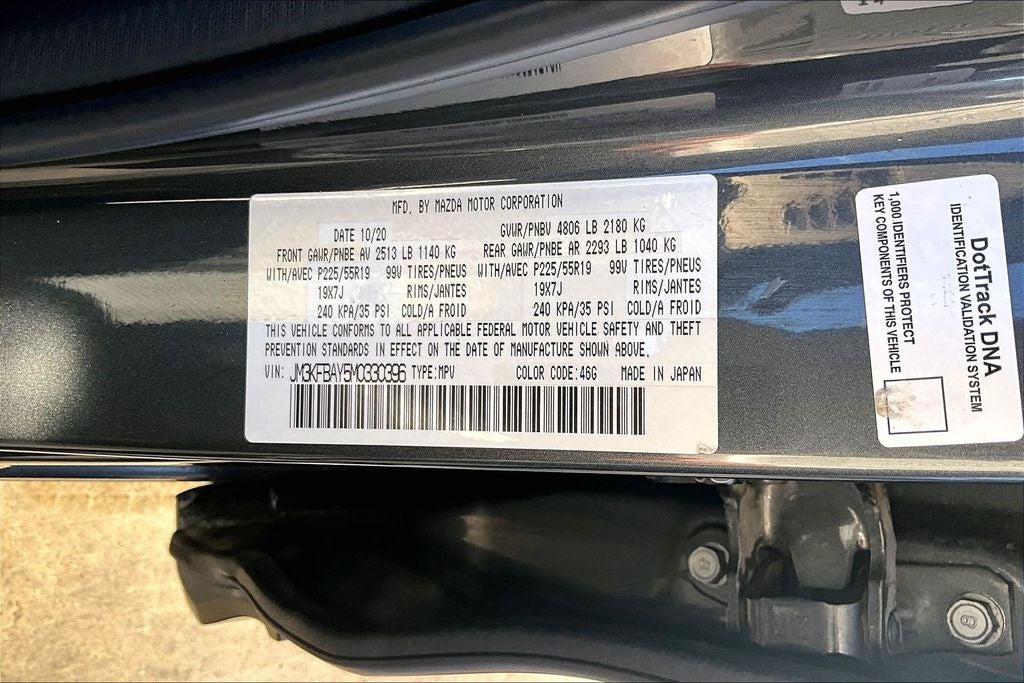 MFD. BY MAZDA MOTOR CORPORATION
DATE 10/20 GVWR/PNBV 4806 LB 2180 KG
FRONT GAWR/PNBE AV 2513 LB 1140 KG REAR GAWR/PNBE AR 2293 LB 1040 KG
WITH/AVEC P225/55R19 99V TIRES/PNEUS WITH/AVEC P225/55R19 99V TIRES/PNEUS
19X7J RIMS/JANTES 19X7J RIMS/JANTES
240 KPA/35 PSI COLD/A FROID 240 KPA/35 PSI COLD/A FROID
THIS VEHICLE CONFORMS TO ALL APPLICABLE FEDERAL MOTOR VEHICLE SAFETY AND THEFT
PREVENTION STANDARDS IN EFFECT ON THE DATE OF MANUFACTURE SHOWN ABOVE.
VIN: JM3KFBAY5M0330396 TYPE:MPV COLOR CODE:46G MADE IN JAPAN
DotTrack DNA
IDENTIFICATION VALIDATION SYSTEM
1,000 IDENTIFIERS PROTECT
KEY COMPONENTS OF THIS VEHICLE
8